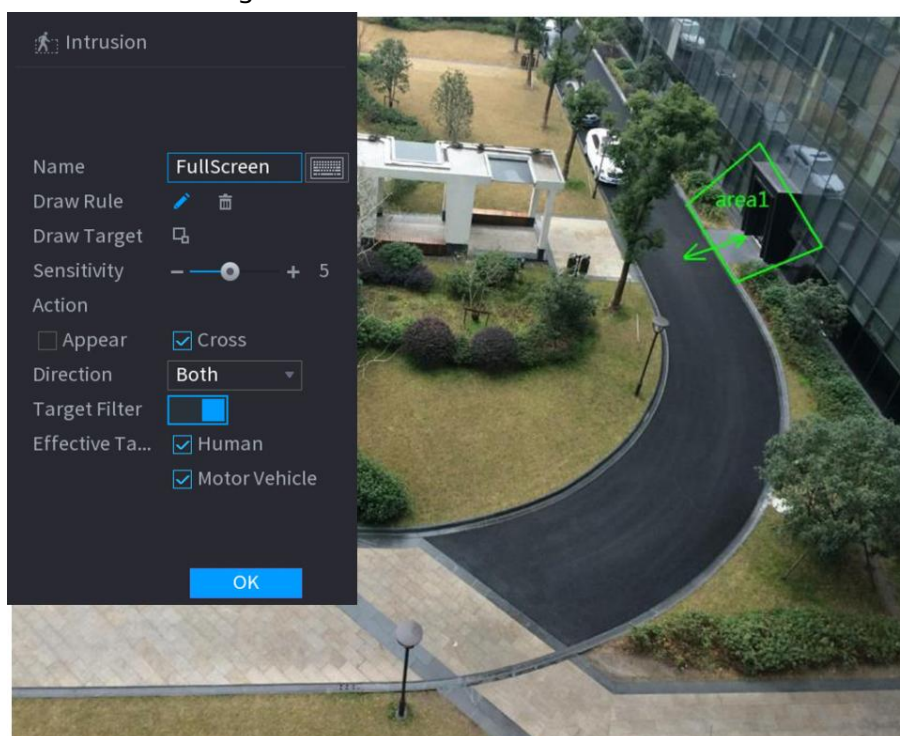 Intrusion
Name FullScreen
Draw Rule
Draw Target
Sensitivity - + 5
Action
Appear Cross
Direction Both
Target Filter
Effective Ta... Human
Motor Vehicle
OK
area1